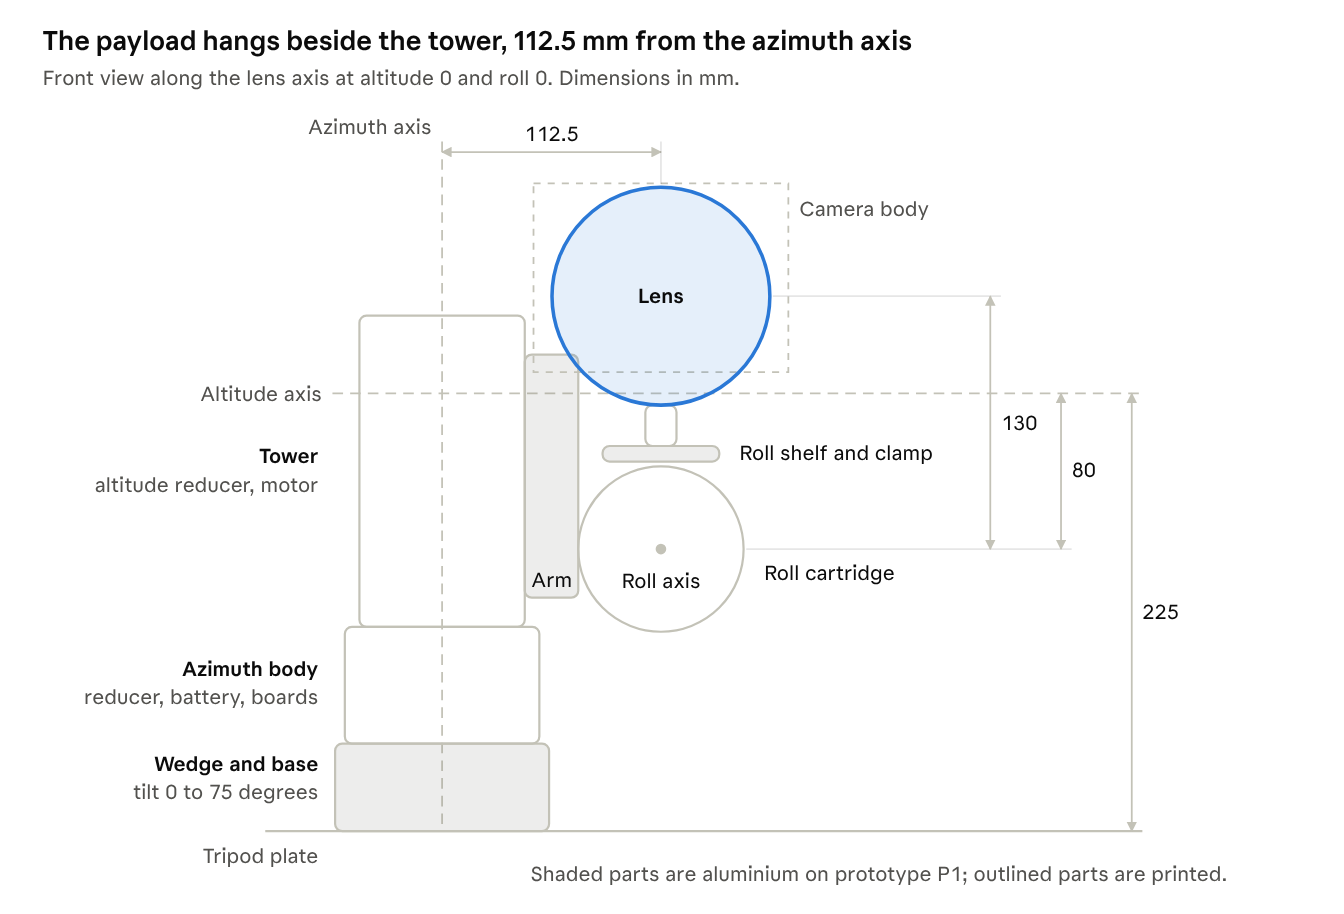 The payload hangs beside the tower, 112.5 mm from the azimuth axis
Front view along the lens axis at altitude 0 and roll 0. Dimensions in mm.
Azimuth axis
112.5
Camera body
Lens
Altitude axis
130
Tower
altitude reducer, motor
Roll shelf and clamp
80
Arm
Roll axis
Roll cartridge
225
Azimuth body
reducer, battery, boards
Wedge and base
tilt 0 to 75 degrees
Tripod plate
Shaded parts are aluminium on prototype P1; outlined parts are printed.